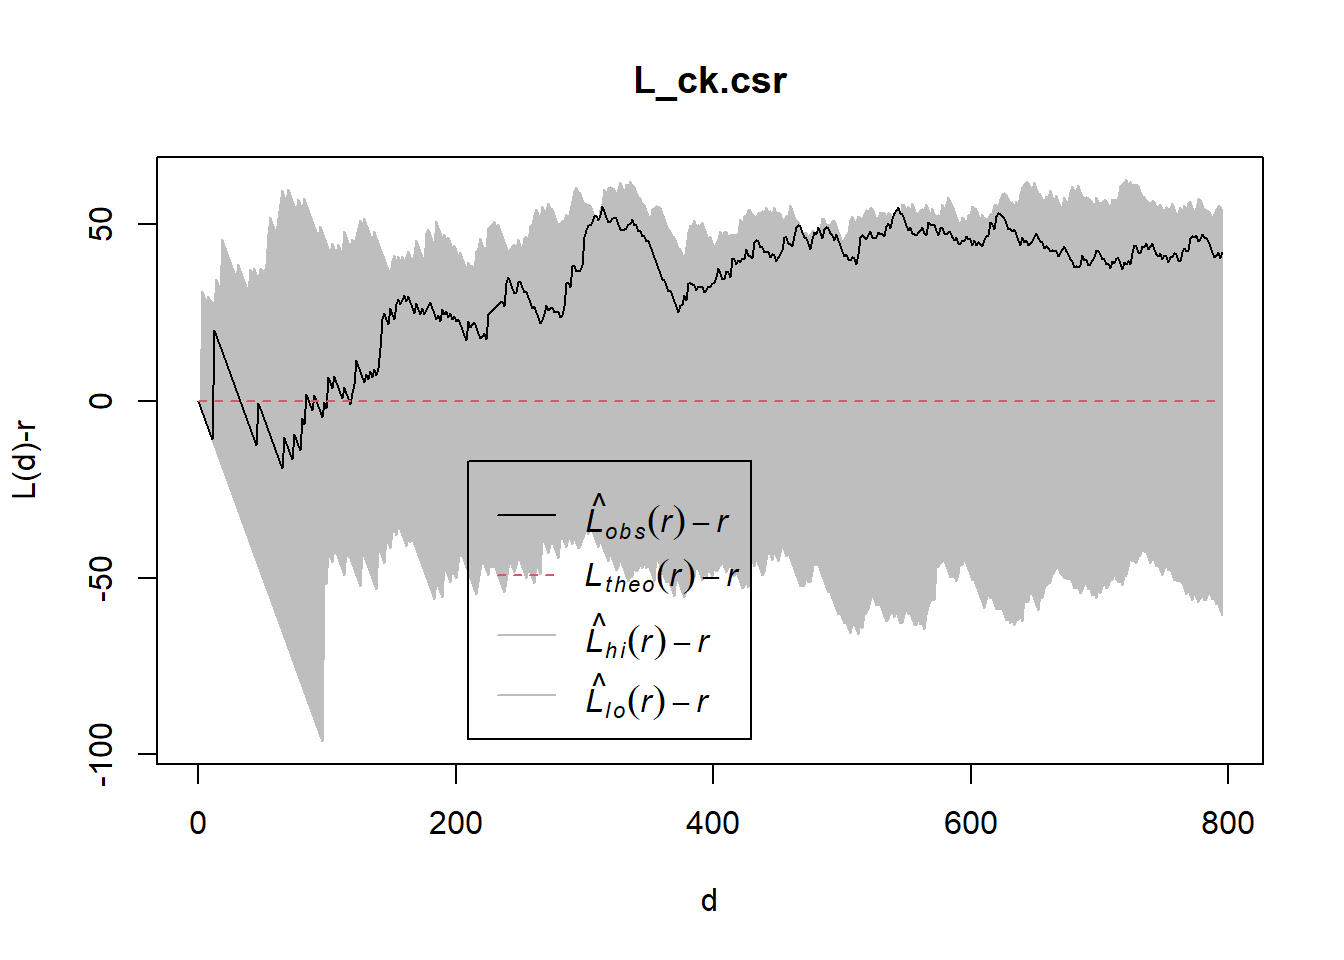 L_ck.csr
L(d)-r
50
0
-50
-100
L̂obs(r) − r
Ltheo(r) − r
L̂hi(r) − r
L̂lo(r) − r
0 200 400 600 800
d